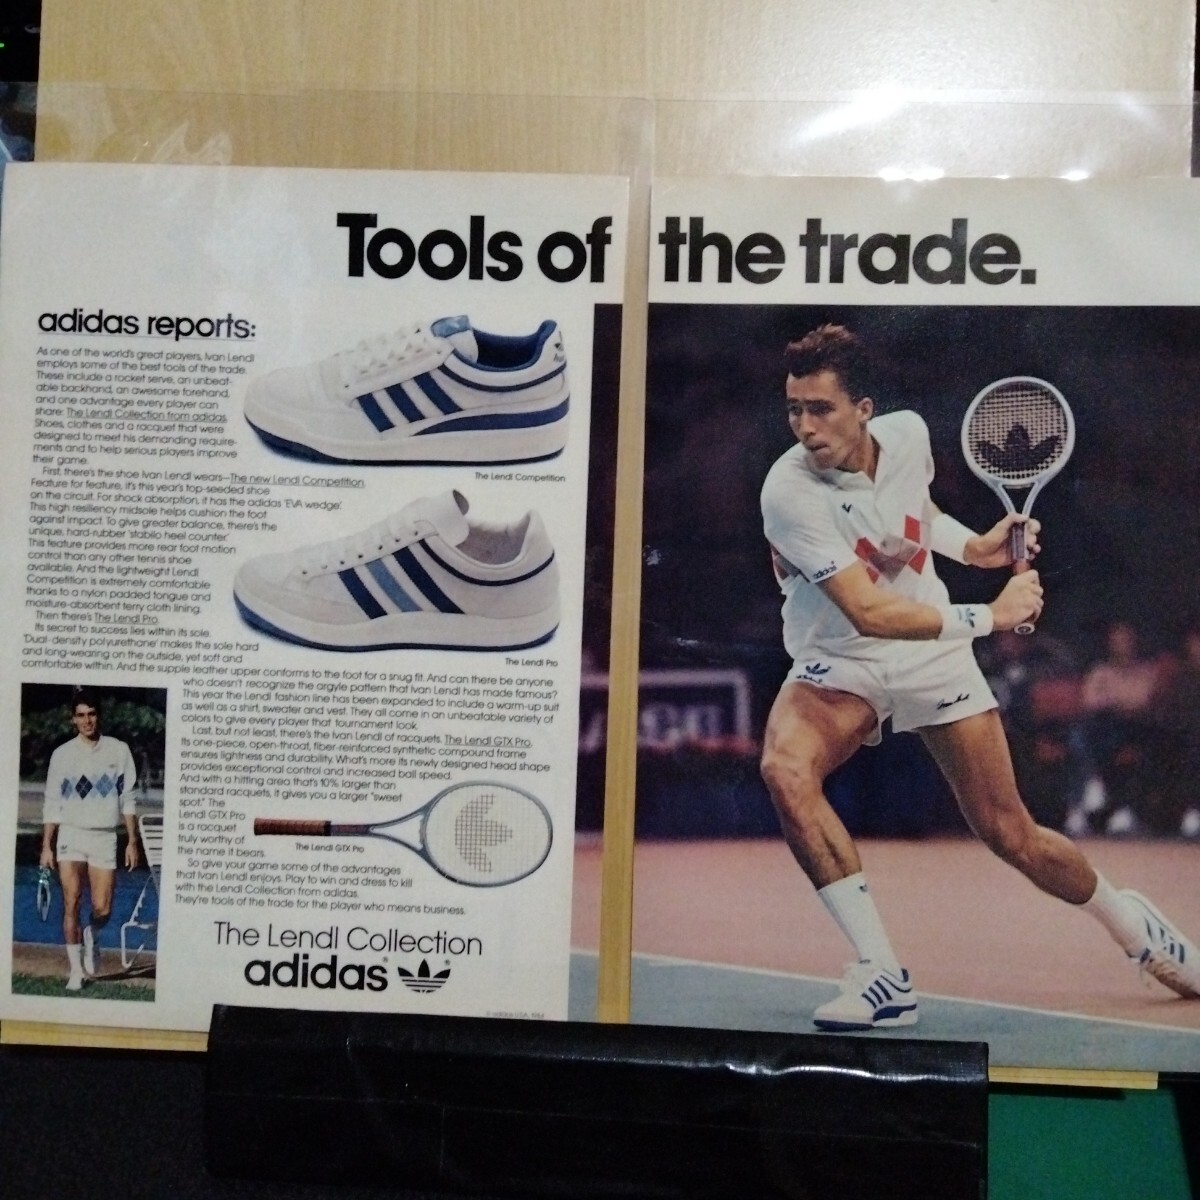 Tools of the trade.
adidas reports:
As one of the world's great players, Ivan Lendl
employs some of the best tools of the trade.
These include a rocket serve, an unbeat-
able backhand, an awesome forehand,
and one advantage every player can
share: The Lendl Collection from adidas.
Shoes, clothes and a racquet that were
designed to meet his demanding require-
ments and to help serious players improve
their game.
First, there's the shoe Ivan Lendl wears—The new Lendl Competition.
Feature for feature, it's this year's top-seeded shoe
on the circuit. For shock absorption, it has the adidas 'EVA wedge.'
This high resiliency midsole helps cushion the foot
against impact. To give greater balance, there's the
unique, hard-rubber 'stabilo heel counter.'
This feature provides more rear foot motion
control than any other tennis shoe
available. And the lightweight Lendl
Competition is extremely comfortable
thanks to a nylon padded tongue and
moisture-absorbent terry cloth lining.
Then there's The Lendl Pro.
Its secret to success lies within its sole.
'Dual-density polyurethane' makes the sole hard
and long-wearing on the outside, yet soft and
comfortable within. And the supple leather upper conforms to the foot for a snug fit. And can there be anyone
who doesn't recognize the argyle pattern that Ivan Lendl has made famous?
This year the Lendl fashion line has been expanded to include a warm-up suit
as well as a shirt, sweater and vest. They all come in an unbeatable variety of
colors to give every player that tournament look.
Last, but not least, there's the Ivan Lendl of racquets, The Lendl GTX Pro.
Its one-piece, open-throat, fiber-reinforced synthetic compound frame
ensures lightness and durability. What's more its newly designed head shape
provides exceptional control and increased ball speed.
And with a hitting area that's 10% larger than
standard racquets, it gives you a larger "sweet
spot." The
Lendl GTX Pro
is a racquet
truly worthy of
the name it bears.
So give your game some of the advantages
that Ivan Lendl enjoys. Play to win and dress to kill
with the Lendl Collection from adidas.
They're tools of the trade for the player who means business.
The Lendl Competition
The Lendl Pro
The Lendl GTX Pro
The Lendl Collection
adidas®
© adidas USA, 1984
adidas